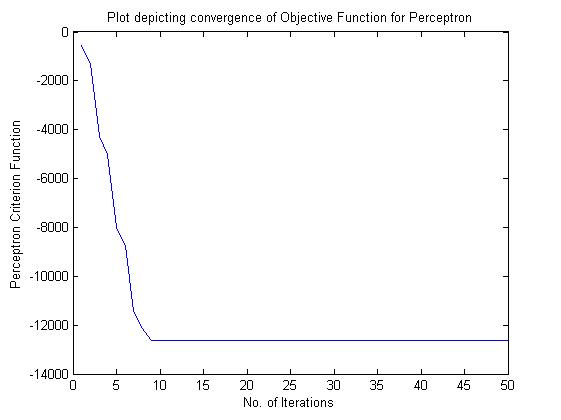 Plot depicting convergence of Objective Function for Perceptron
0
-2000
-4000
-6000
-8000
-10000
-12000
-14000
Perceptron Criterion Function
0 5 10 15 20 25 30 35 40 45 50
No. of Iterations